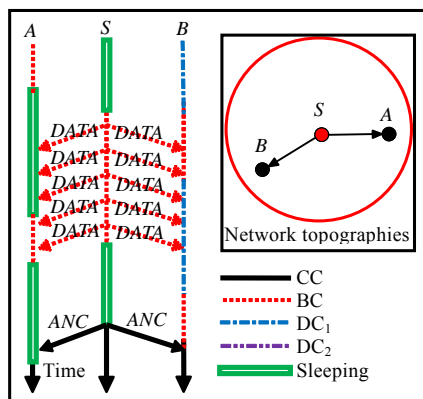 A S B
DATA DATA
DATA DATA
DATA DATA
DATA DATA
DATA DATA
ANC ANC
Time
S
A
B
Network topographies
CC
BC
DC₁
DC₂
Sleeping